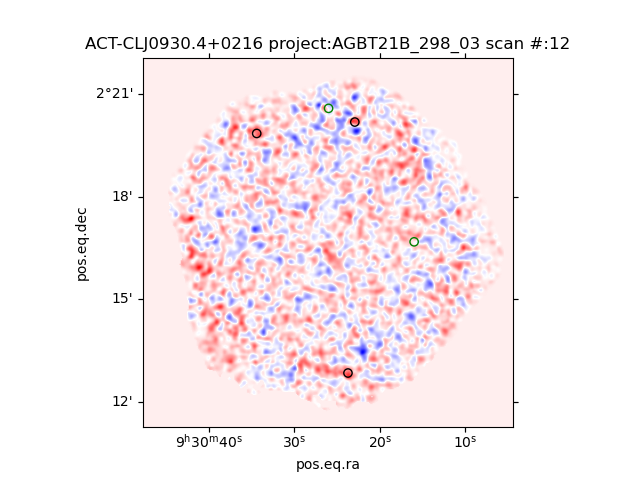 ACT-CLJ0930.4+0216 project:AGBT21B_298_03 scan #:12
2°21'
18'
15'
12'
pos.eq.dec
9ʰ30ᵐ40ˢ 30ˢ 20ˢ 10ˢ
pos.eq.ra